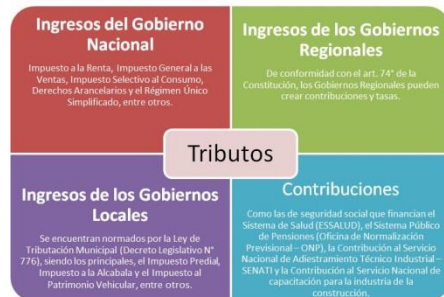 Ingresos del Gobierno
Nacional
Impuesto a la Renta, Impuesto General a las
Ventas, Impuesto Selectivo al Consumo,
Derechos Arancelarios y el Régimen Único
Simplificado, entre otros.
Ingresos de los Gobiernos
Regionales
De conformidad con el art. 74° de la
Constitución, los Gobiernos Regionales pueden
crear contribuciones y tasas.
Tributos
Ingresos de los Gobiernos
Locales
Se encuentran normados por la Ley de
Tributación Municipal (Decreto Legislativo N°
776), siendo los principales, el Impuesto Predial,
Impuesto a la Alcabala y el Impuesto al
Patrimonio Vehicular, entre otros.
Contribuciones
Como las de seguridad social que financian el
Sistema de Salud (ESSALUD), el Sistema Público
de Pensiones (Oficina de Normalización
Previsional – ONP), la Contribución al Servicio
Nacional de Adiestramiento Técnico Industrial –
SENATI y la Contribución al Servicio Nacional de
capacitación para la industria de la
construcción.